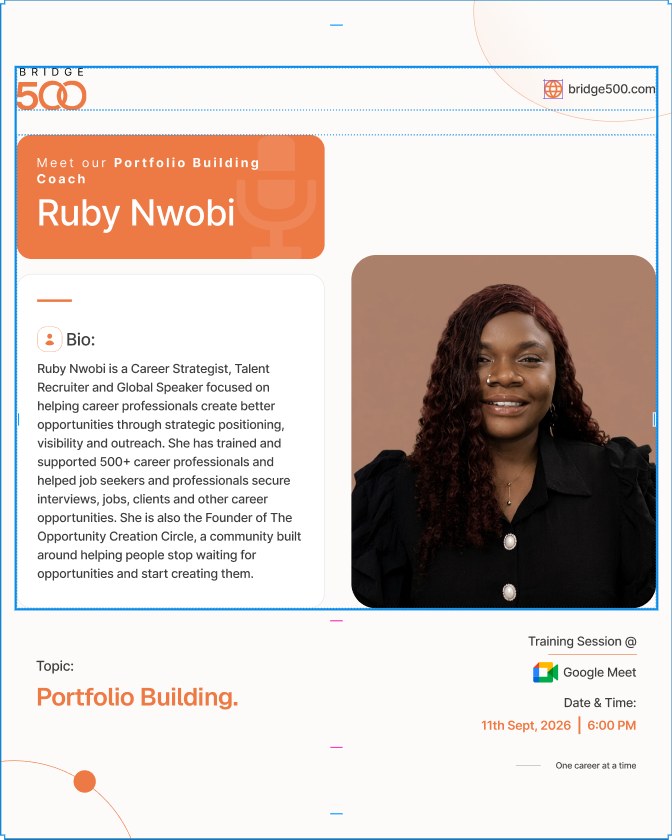 BRIDGE
500
bridge500.com
Meet our Portfolio Building
Coach
Ruby Nwobi
Bio:
Ruby Nwobi is a Career Strategist, Talent
Recruiter and Global Speaker focused on
helping career professionals create better
opportunities through strategic positioning,
visibility and outreach. She has trained and
supported 500+ career professionals and
helped job seekers and professionals secure
interviews, jobs, clients and other career
opportunities. She is also the Founder of The
Opportunity Creation Circle, a community built
around helping people stop waiting for
opportunities and start creating them.
Topic:
Portfolio Building.
Training Session @
Google Meet
Date & Time:
11th Sept, 2026 | 6:00 PM
One career at a time